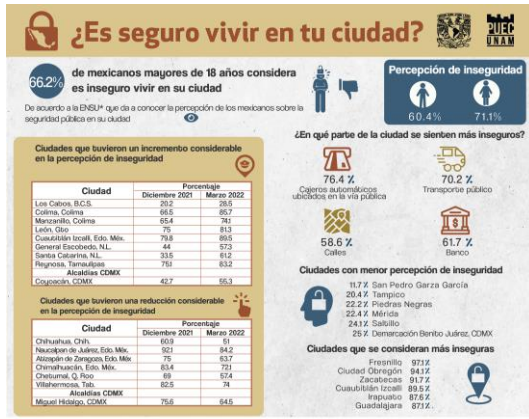 ¿Es seguro vivir en tu ciudad?
PUEC
UNAM
66.2%
de mexicanos mayores de 18 años considera
es inseguro vivir en su ciudad
De acuerdo a la ENSU* que da a conocer la percepción de los mexicanos sobre la
seguridad pública en su ciudad
Percepción de inseguridad
60.4% 71.1%
Ciudades que tuvieron un incremento considerable
en la percepción de inseguridad
Ciudad Porcentaje
Diciembre 2021 Marzo 2022
Los Cabos, B.C.S. 20.2 28.5
Colima, Colima 66.5 85.7
Manzanillo, Colima 65.4 74.1
León, Gto 75 81.3
Cuautitlán Izcalli, Edo. Méx. 79.8 89.5
General Escobedo, N.L. 44 57.3
Santa Catarina, N.L. 33.5 61.2
Reynosa, Tamaulipas 75.1 83.2
Alcaldías CDMX
Coyoacán, CDMX 42.7 55.3
Ciudades que tuvieron una reducción considerable
en la percepción de inseguridad
Ciudad Porcentaje
Diciembre 2021 Marzo 2022
Chihuahua, Chih. 60.9 51
Naucalpan de Juárez, Edo. Méx. 92.1 84.2
Atizapán de Zaragoza, Edo. Méx 75 63.7
Chimalhuacán, Edo. Méx. 83.4 72.1
Chetumal, Q. Roo 69 57.4
Villahermosa, Tab. 82.5 74
Alcaldías CDMX
Miguel Hidalgo, CDMX 75.6 64.5
¿En qué parte de la ciudad se sienten más inseguros?
76.4 %
Cajeros automáticos
ubicados en la vía pública
70.2 %
Transporte público
58.6 %
Calles
61.7 %
Banco
Ciudades con menor percepción de inseguridad
11.7 % San Pedro Garza García
20.4 % Tampico
22.2 % Piedras Negras
22.4 % Mérida
24.1 % Saltillo
25 % Demarcación Benito Juárez, CDMX
Ciudades que se consideran más inseguras
Fresnillo 97.1%
Ciudad Obregón 94.1%
Zacatecas 91.7%
Cuautitlán Izcalli 89.5%
Irapuato 87.6%
Guadalajara 87.1%